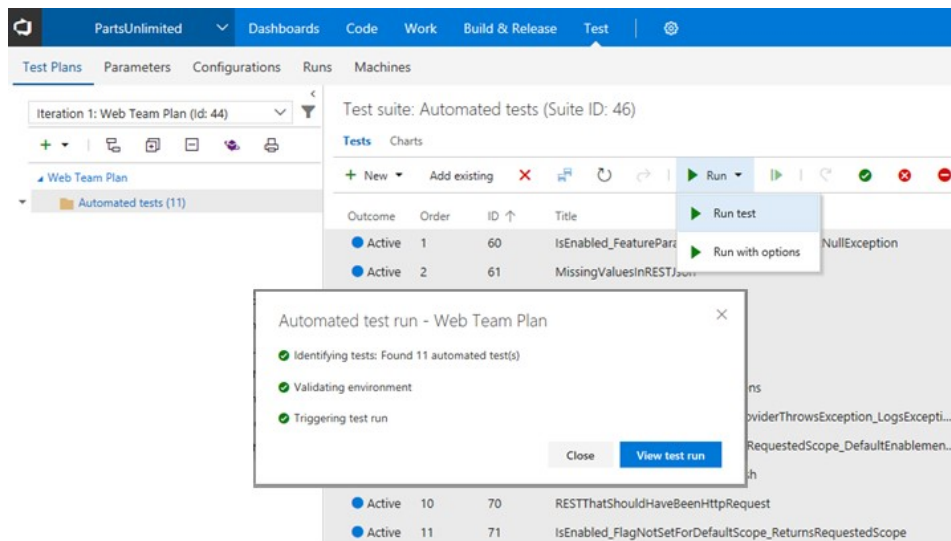 PartsUnlimited Dashboards Code Work Build & Release Test
Test Plans Parameters Configurations Runs Machines
Iteration 1: Web Team Plan (Id: 44)
Test suite: Automated tests (Suite ID: 46)
Tests Charts
+ New Add existing Run
Web Team Plan
Automated tests (11)
Run test
Run with options
Outcome Order ID ↑ Title
Active 1 60 IsEnabled_FeaturePara NullException
Active 2 61 MissingValuesInRESTJson
Automated test run - Web Team Plan
Identifying tests: Found 11 automated test(s)
Validating environment
Triggering test run
Close View test run
ns
oviderThrowsException_LogsExcepti...
RequestedScope_DefaultEnablemen...
sh
Active 10 70 RESTThatShouldHaveBeenHttpRequest
Active 11 71 IsEnabled_FlagNotSetForDefaultScope_ReturnsRequestedScope